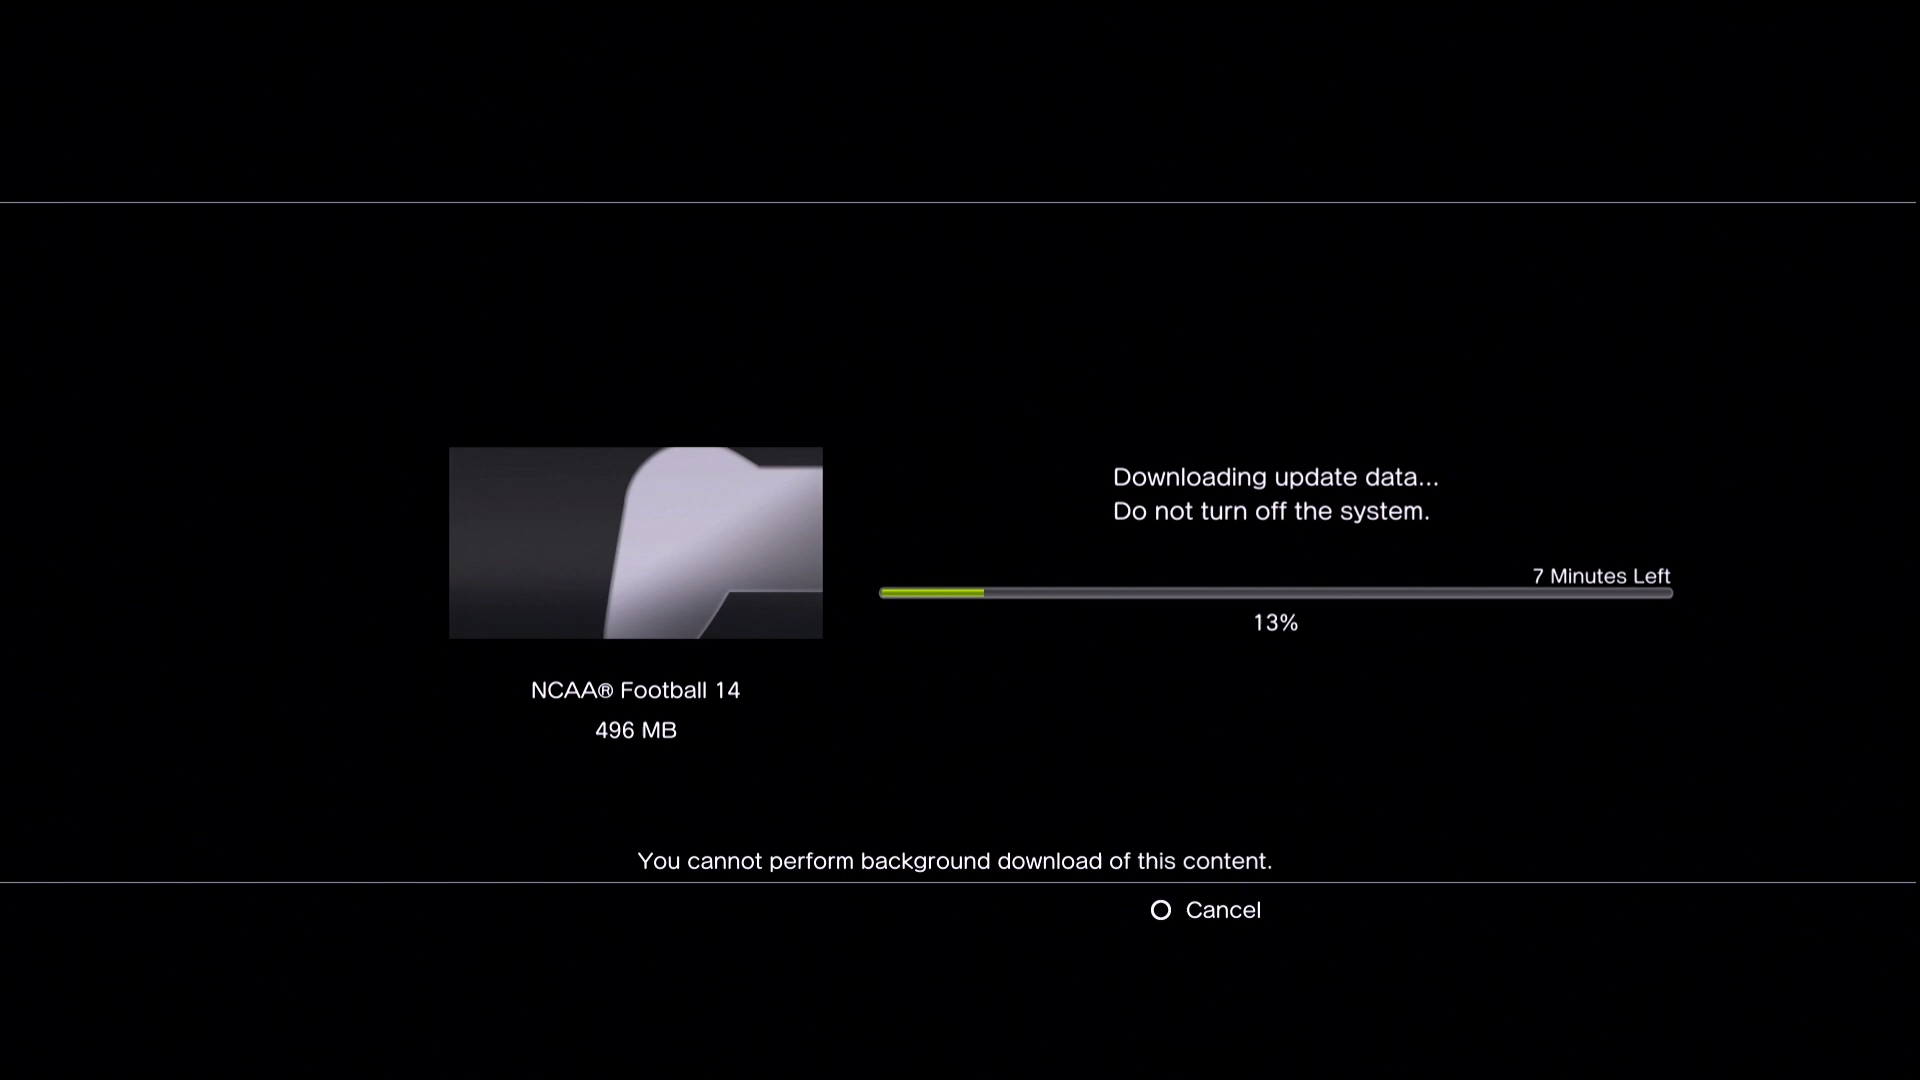 Downloading update data...
Do not turn off the system.
7 Minutes Left
13%
NCAA® Football 14
496 MB
You cannot perform background download of this content.
Cancel